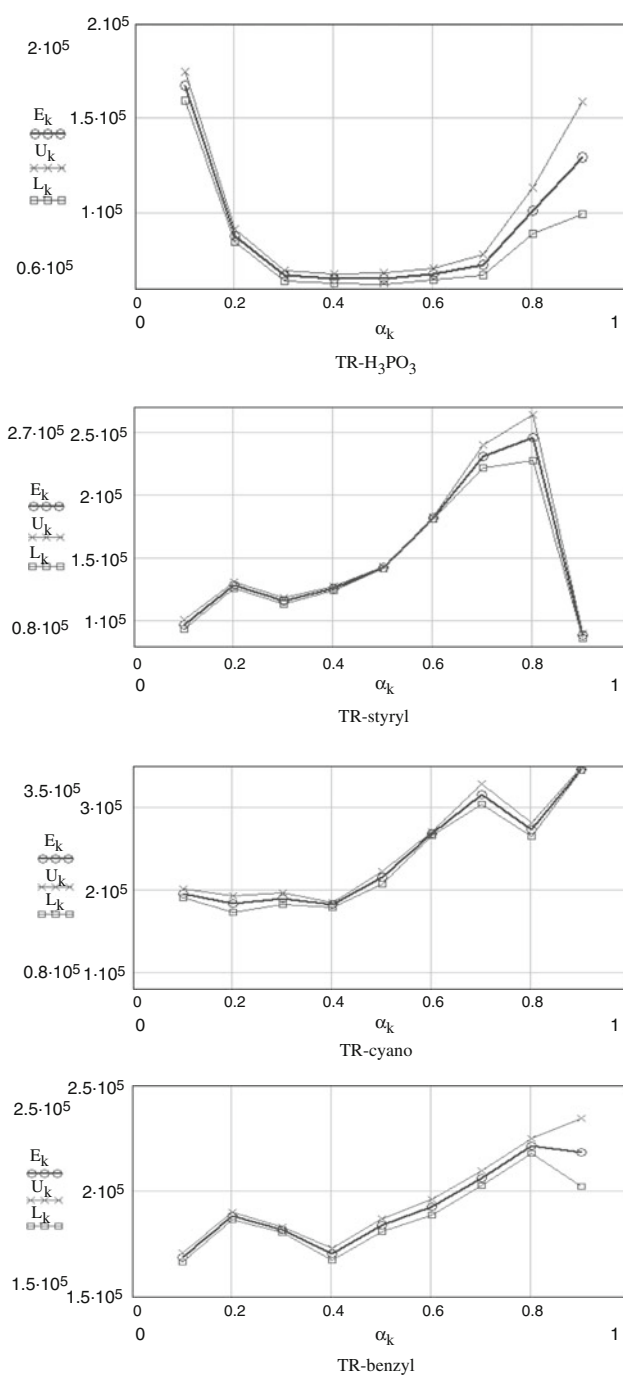 2·10⁵
2·10⁵
E_k
1.5·10⁵
U_k
L_k
1·10⁵
0.6·10⁵
0 0.2 0.4 0.6 0.8 1
0 α_k 1
TR-H₃PO₃
2.7·10⁵
2.5·10⁵
E_k
2·10⁵
U_k
L_k
1.5·10⁵
0.8·10⁵
1·10⁵
0 0.2 0.4 0.6 0.8 1
0 α_k 1
TR-styryl
3.5·10⁵
3·10⁵
E_k
U_k
2·10⁵
L_k
0.8·10⁵
1·10⁵
0 0.2 0.4 0.6 0.8 1
0 α_k 1
TR-cyano
2.5·10⁵
2.5·10⁵
E_k
U_k
2·10⁵
L_k
1.5·10⁵
1.5·10⁵
0 0.2 0.4 0.6 0.8 1
0 α_k 1
TR-benzyl